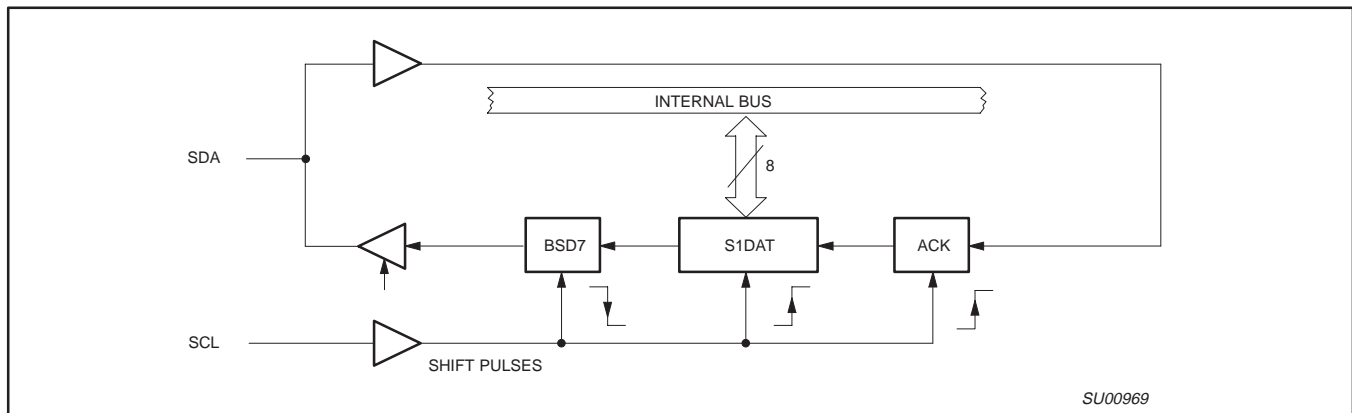 INTERNAL BUS
SDA
8
BSD7
S1DAT
ACK
SCL
SHIFT PULSES
SU00969